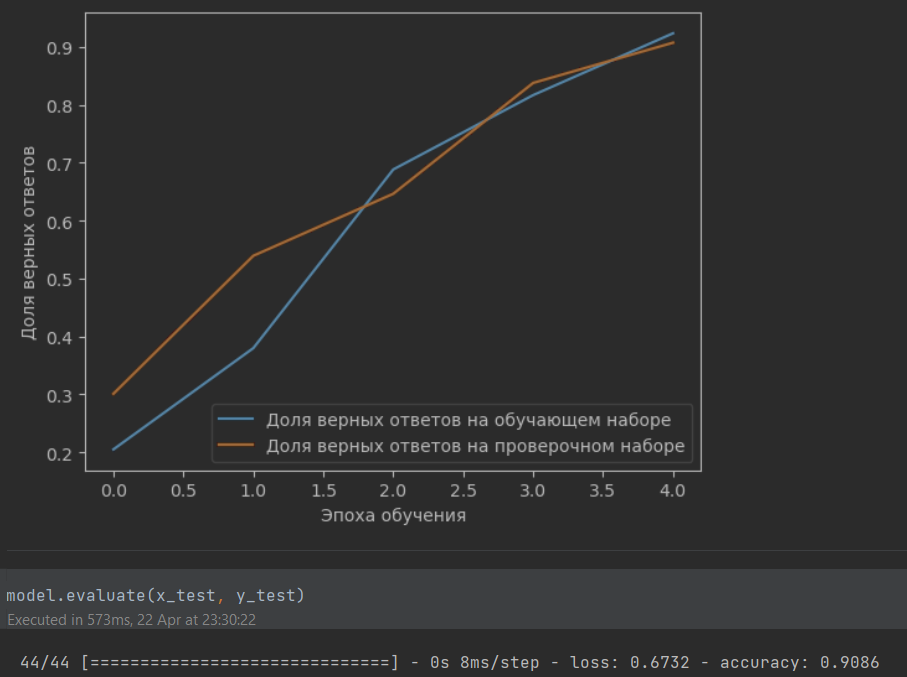 0.9
0.8
0.7
0.6
0.5
0.4
0.3
0.2
Доля верных ответов
Доля верных ответов на обучающем наборе
Доля верных ответов на проверочном наборе
0.0 0.5 1.0 1.5 2.0 2.5 3.0 3.5 4.0
Эпоха обучения
model.evaluate(x_test, y_test)
Executed in 573ms, 22 Apr at 23:30:22
44/44 [==============================] - 0s 8ms/step - loss: 0.6732 - accuracy: 0.9086